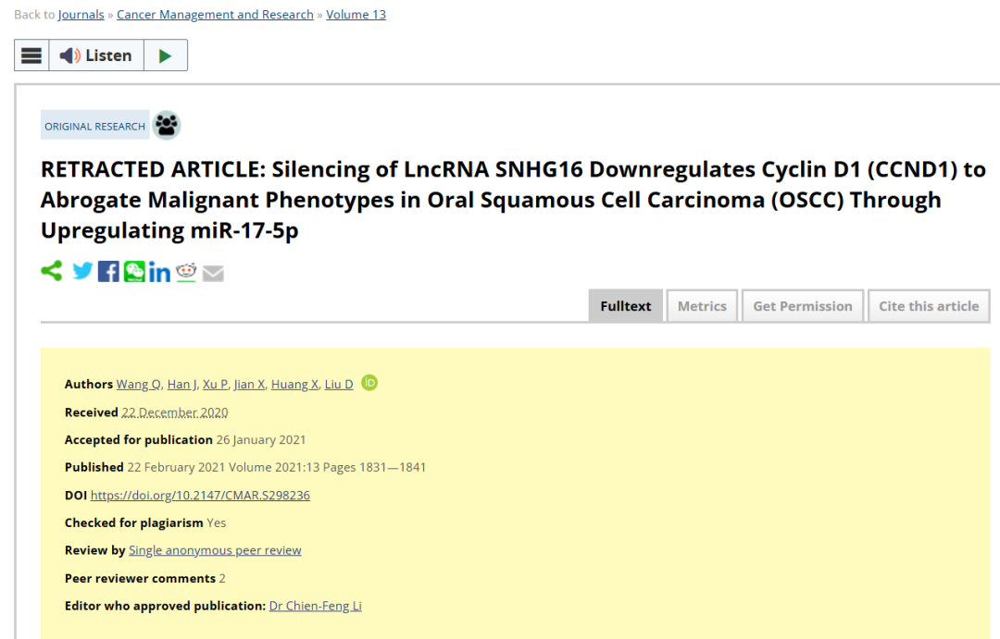 Back to Journals » Cancer Management and Research » Volume 13
Listen
ORIGINAL RESEARCH
RETRACTED ARTICLE: Silencing of LncRNA SNHG16 Downregulates Cyclin D1 (CCND1) to
Abrogate Malignant Phenotypes in Oral Squamous Cell Carcinoma (OSCC) Through
Upregulating miR-17-5p
Fulltext Metrics Get Permission Cite this article
Authors Wang Q, Han J, Xu P, Jian X, Huang X, Liu D iD
Received 22 December 2020
Accepted for publication 26 January 2021
Published 22 February 2021 Volume 2021:13 Pages 1831—1841
DOI https://doi.org/10.2147/CMAR.S298236
Checked for plagiarism Yes
Review by Single anonymous peer review
Peer reviewer comments 2
Editor who approved publication: Dr Chien-Feng Li